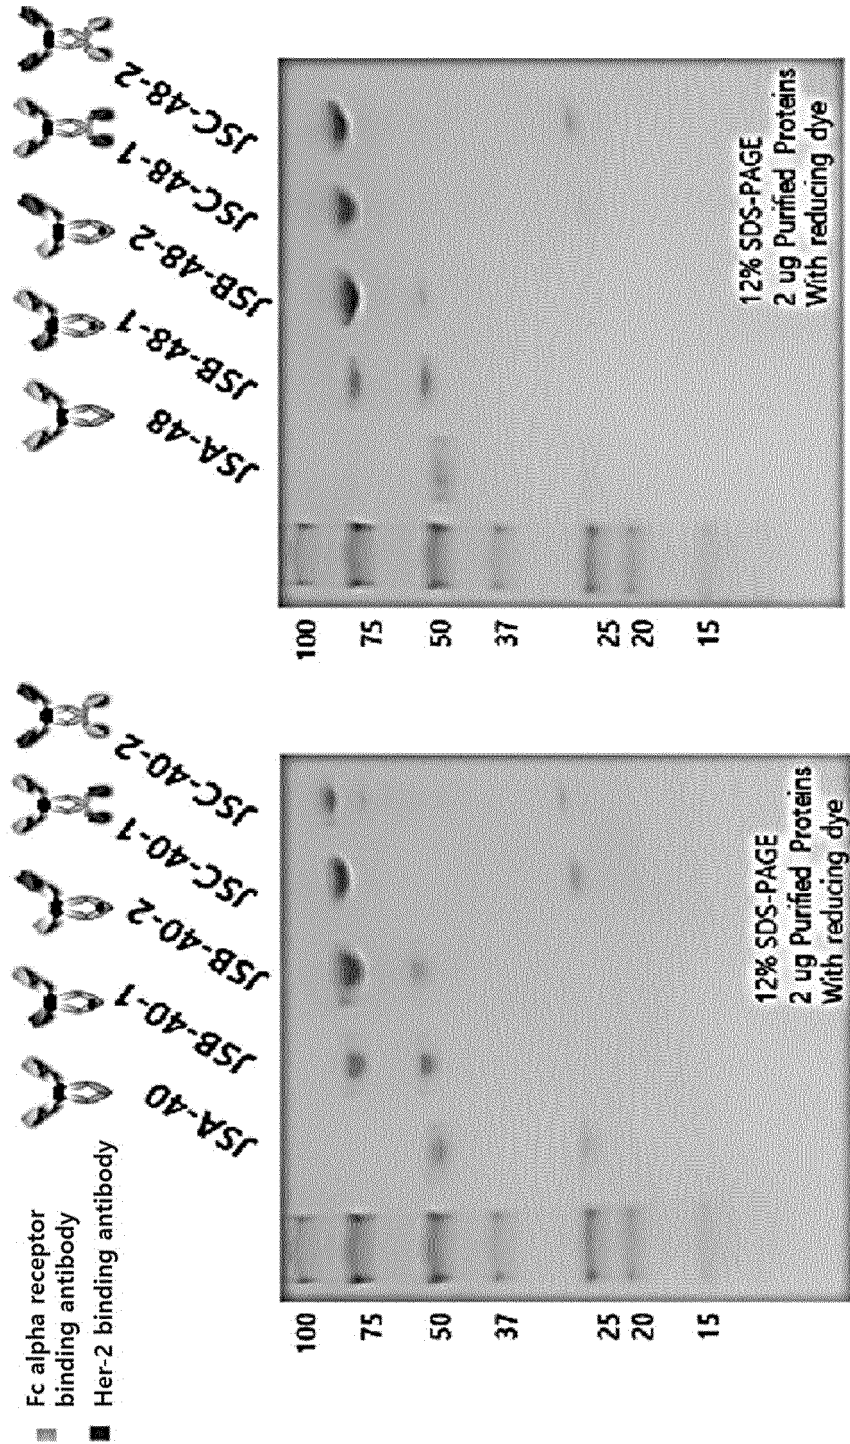 Fc alpha receptor
binding antibody
Her-2 binding antibody
JSA-40
JSB-40-1
JSB-40-2
JSC-40-1
JSC-40-2
100
75
50
37
25
20
15
12% SDS-PAGE
2 ug Purified Proteins
With reducing dye
JSA-48
JSB-48-1
JSB-48-2
JSC-48-1
JSC-48-2
100
75
50
37
25
20
15
12% SDS-PAGE
2 ug Purified Proteins
With reducing dye